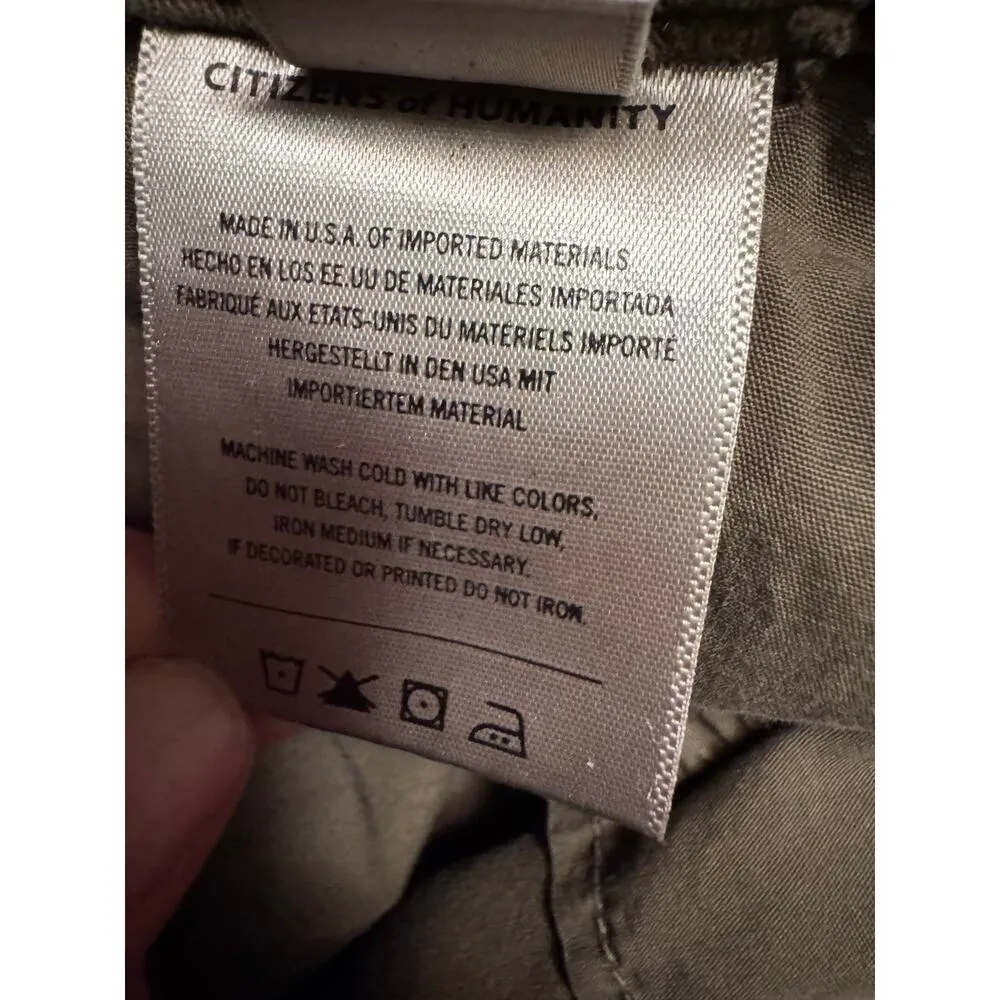 CITIZENS of HUMANITY
MADE IN U.S.A. OF IMPORTED MATERIALS
HECHO EN LOS EE.UU DE MATERIALES IMPORTADA
FABRIQUÉ AUX ETATS-UNIS DU MATÉRIELS IMPORTÉ
HERGESTELLT IN DEN USA MIT
IMPORTIERTEM MATERIAL
MACHINE WASH COLD WITH LIKE COLORS,
DO NOT BLEACH, TUMBLE DRY LOW,
IRON MEDIUM IF NECESSARY.
IF DECORATED OR PRINTED DO NOT IRON.